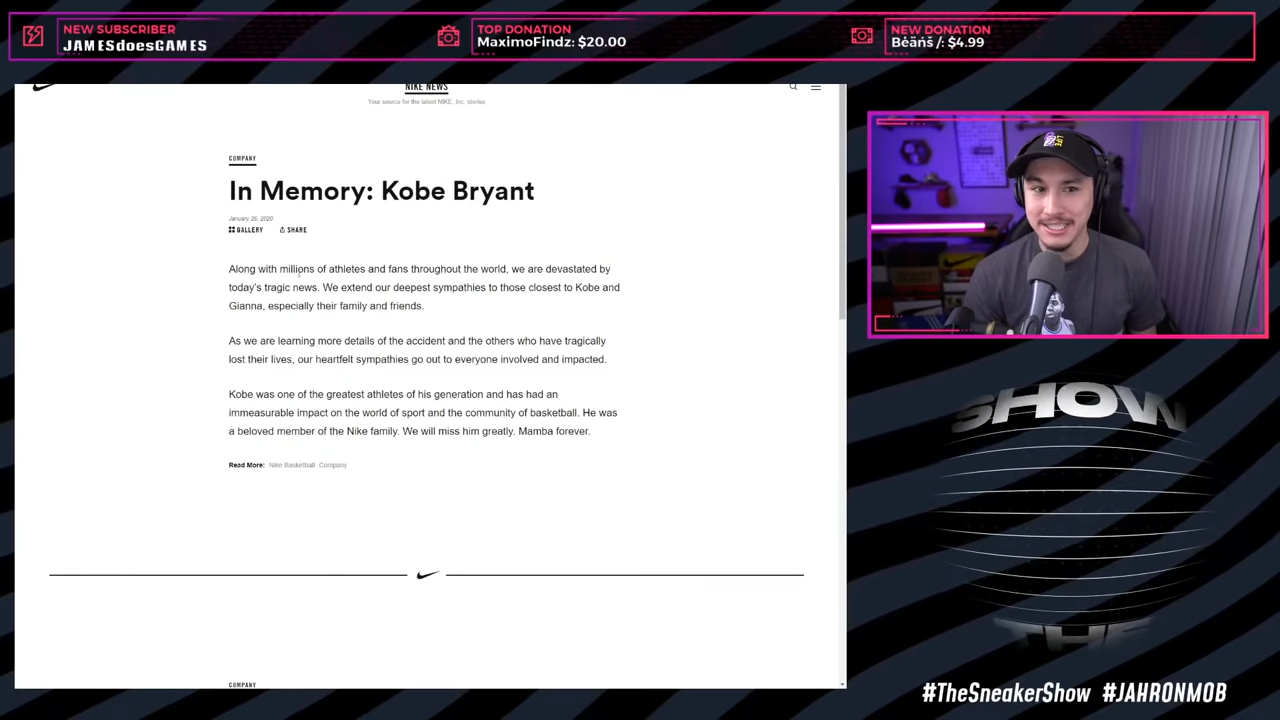 NEW SUBSCRIBER
JAMESdoesGAMES
TOP DONATION
MaximoFindz: $20.00
NEW DONATION
Bėäńš /: $4.99
NIKE NEWS
Your source for the latest NIKE, Inc. stories
COMPANY
In Memory: Kobe Bryant
January 26, 2020
GALLERY SHARE
Along with millions of athletes and fans throughout the world, we are devastated by
today's tragic news. We extend our deepest sympathies to those closest to Kobe and
Gianna, especially their family and friends.
As we are learning more details of the accident and the others who have tragically
lost their lives, our heartfelt sympathies go out to everyone involved and impacted.
Kobe was one of the greatest athletes of his generation and has had an
immeasurable impact on the world of sport and the community of basketball. He was
a beloved member of the Nike family. We will miss him greatly. Mamba forever.
Read More: Nike Basketball Company
COMPANY
LIFE
SHOW
THE
#TheSneakerShow #JAHRONMOB